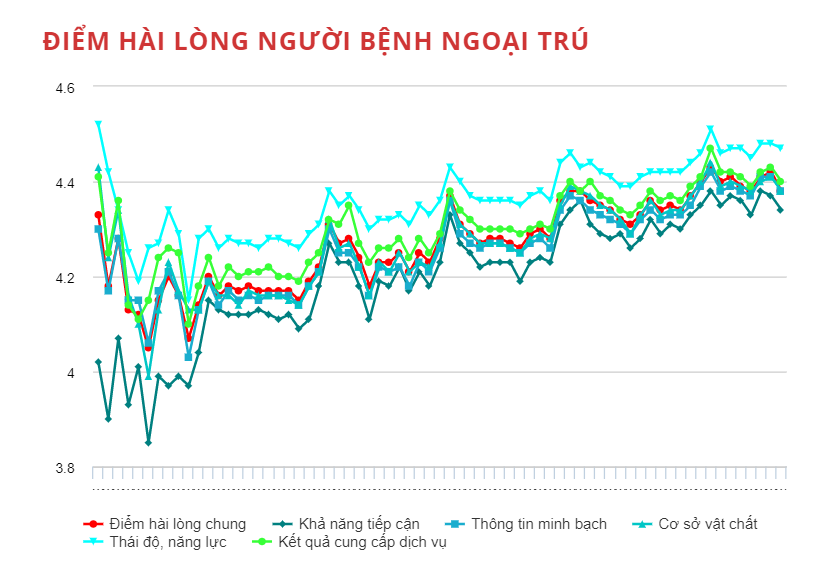 ĐIỂM HÀI LÒNG NGƯỜI BỆNH NGOẠI TRÚ
4.6
4.4
4.2
4
3.8
Điểm hài lòng chung Khả năng tiếp cận Thông tin minh bạch Cơ sở vật chất
Thái độ, năng lực Kết quả cung cấp dịch vụ